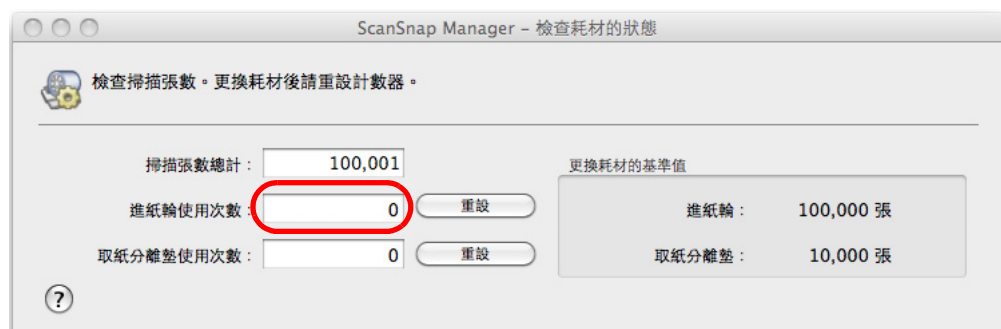 ScanSnap Manager – 檢查耗材的狀態
檢查掃描張數。更換耗材後請重設計數器。
掃描張數總計： 100,001
更換耗材的基準值
進紙輪使用次數： 0 重設
進紙輪： 100,000 張
取紙分離墊使用次數： 0 重設
取紙分離墊： 10,000 張
?